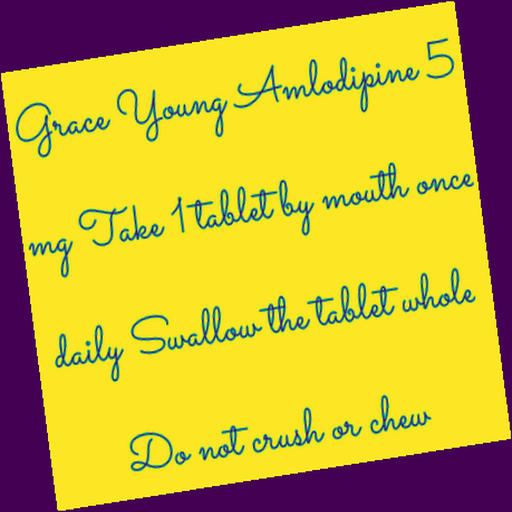 Grace Young Amlodipine 5
mg Take 1 tablet by mouth once
daily Swallow the tablet whole
Do not crush or chew